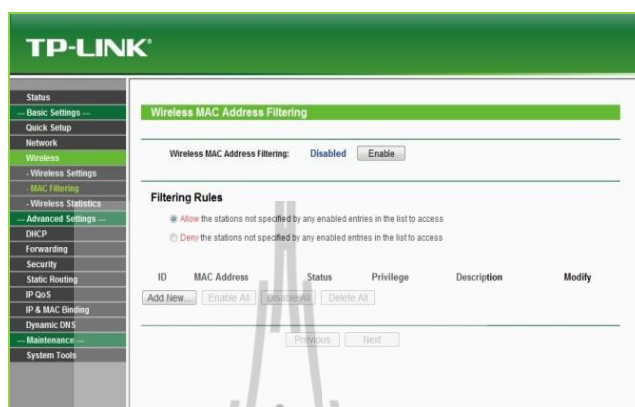 TP-LINK®
Status
--- Basic Settings ---
Quick Setup
Network
Wireless
- Wireless Settings
- MAC Filtering
- Wireless Statistics
--- Advanced Settings ---
DHCP
Forwarding
Security
Static Routing
IP QoS
IP & MAC Binding
Dynamic DNS
--- Maintenance ---
System Tools
Wireless MAC Address Filtering
Wireless MAC Address Filtering: Disabled Enable
Filtering Rules
Allow the stations not specified by any enabled entries in the list to access
Deny the stations not specified by any enabled entries in the list to access
ID MAC Address Status Privilege Description Modify
Add New... Enable All Disable All Delete All
Previous Next